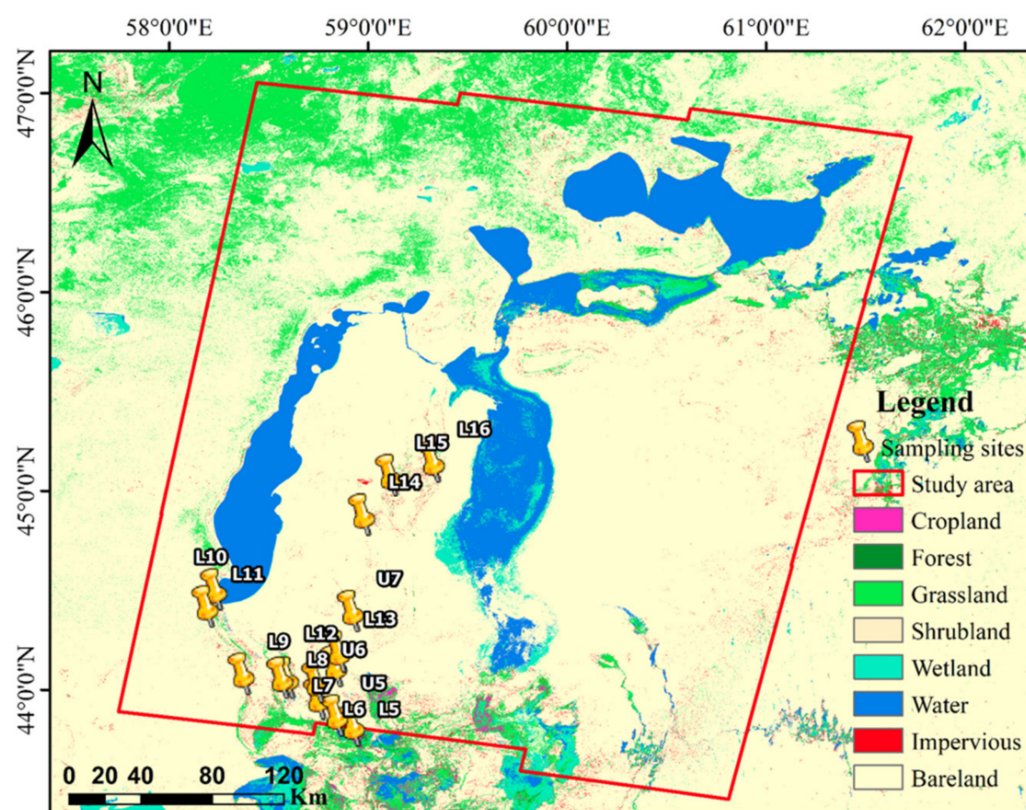 58°0'0"E 59°0'0"E 60°0'0"E 61°0'0"E 62°0'0"E
47°0'0"N
N
46°0'0"N
45°0'0"N
44°0'0"N
L16
L15
L14
L10
L11
U7
L13
L12
L9
U6
L8
L7
U5
L6
L5
Legend
Sampling sites
Study area
Cropland
Forest
Grassland
Shrubland
Wetland
Water
Impervious
Bareland
0 20 40 80 120
Km